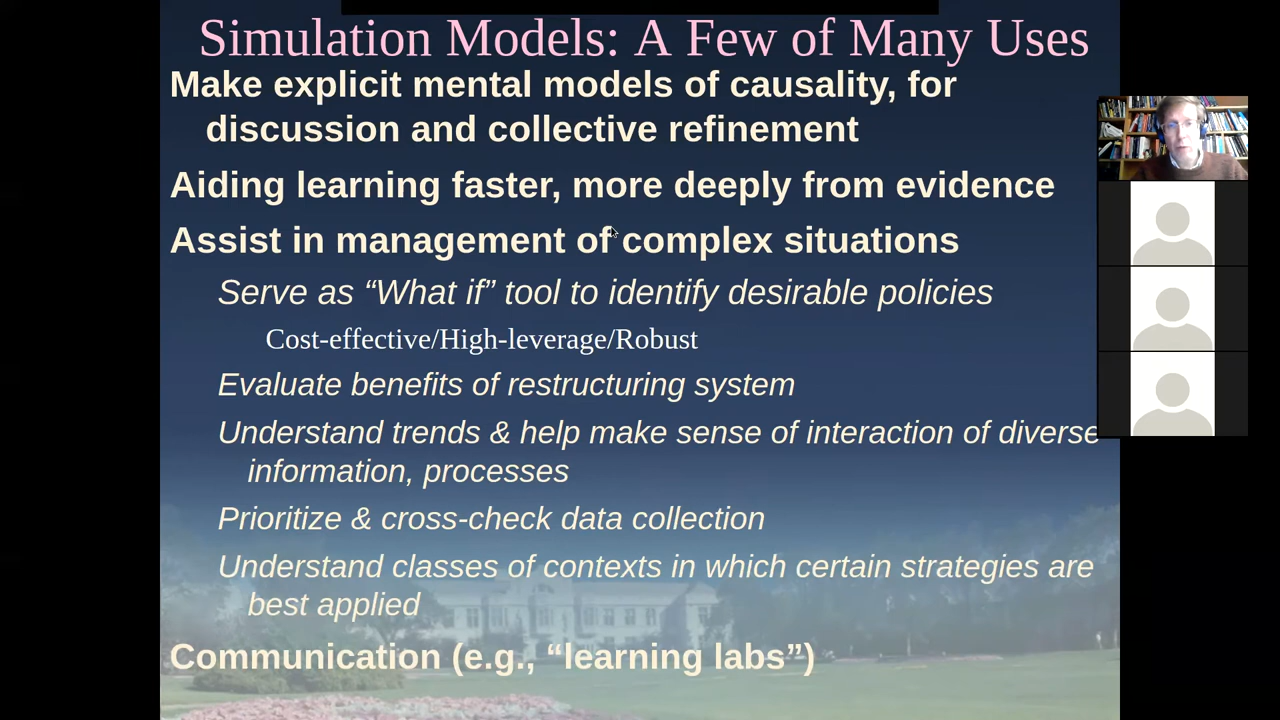 Simulation Models: A Few of Many Uses
Make explicit mental models of causality, for
discussion and collective refinement
Aiding learning faster, more deeply from evidence
Assist in management of complex situations
Serve as “What if” tool to identify desirable policies
Cost-effective/High-leverage/Robust
Evaluate benefits of restructuring system
Understand trends & help make sense of interaction of diverse
information, processes
Prioritize & cross-check data collection
Understand classes of contexts in which certain strategies are
best applied
Communication (e.g., “learning labs”)